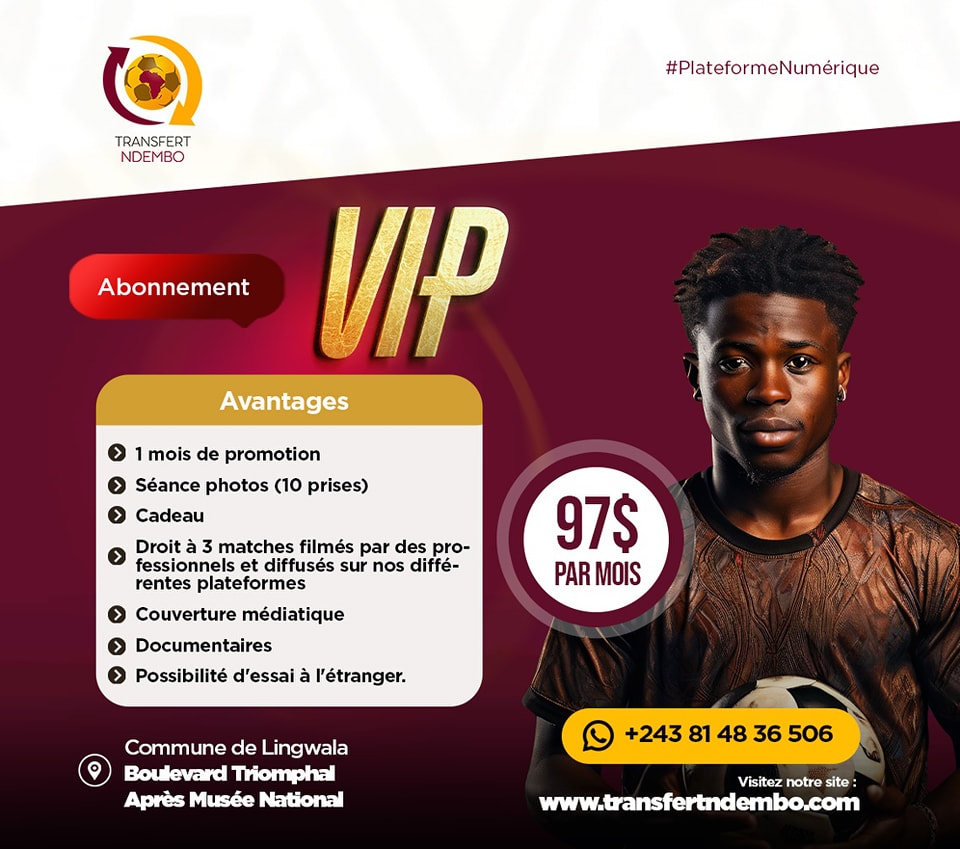 TRANSFERT
NDEMBO
#PlateformeNumérique
Abonnement
VIP
Avantages
1 mois de promotion
Séance photos (10 prises)
Cadeau
Droit à 3 matches filmés par des pro-
fessionnels et diffusés sur nos diffé-
rentes plateformes
Couverture médiatique
Documentaires
Possibilité d'essai à l'étranger.
97$
PAR MOIS
+243 81 48 36 506
Commune de Lingwala
Boulevard Triomphal
Après Musée National
Visitez notre site :
www.transfertndembo.com